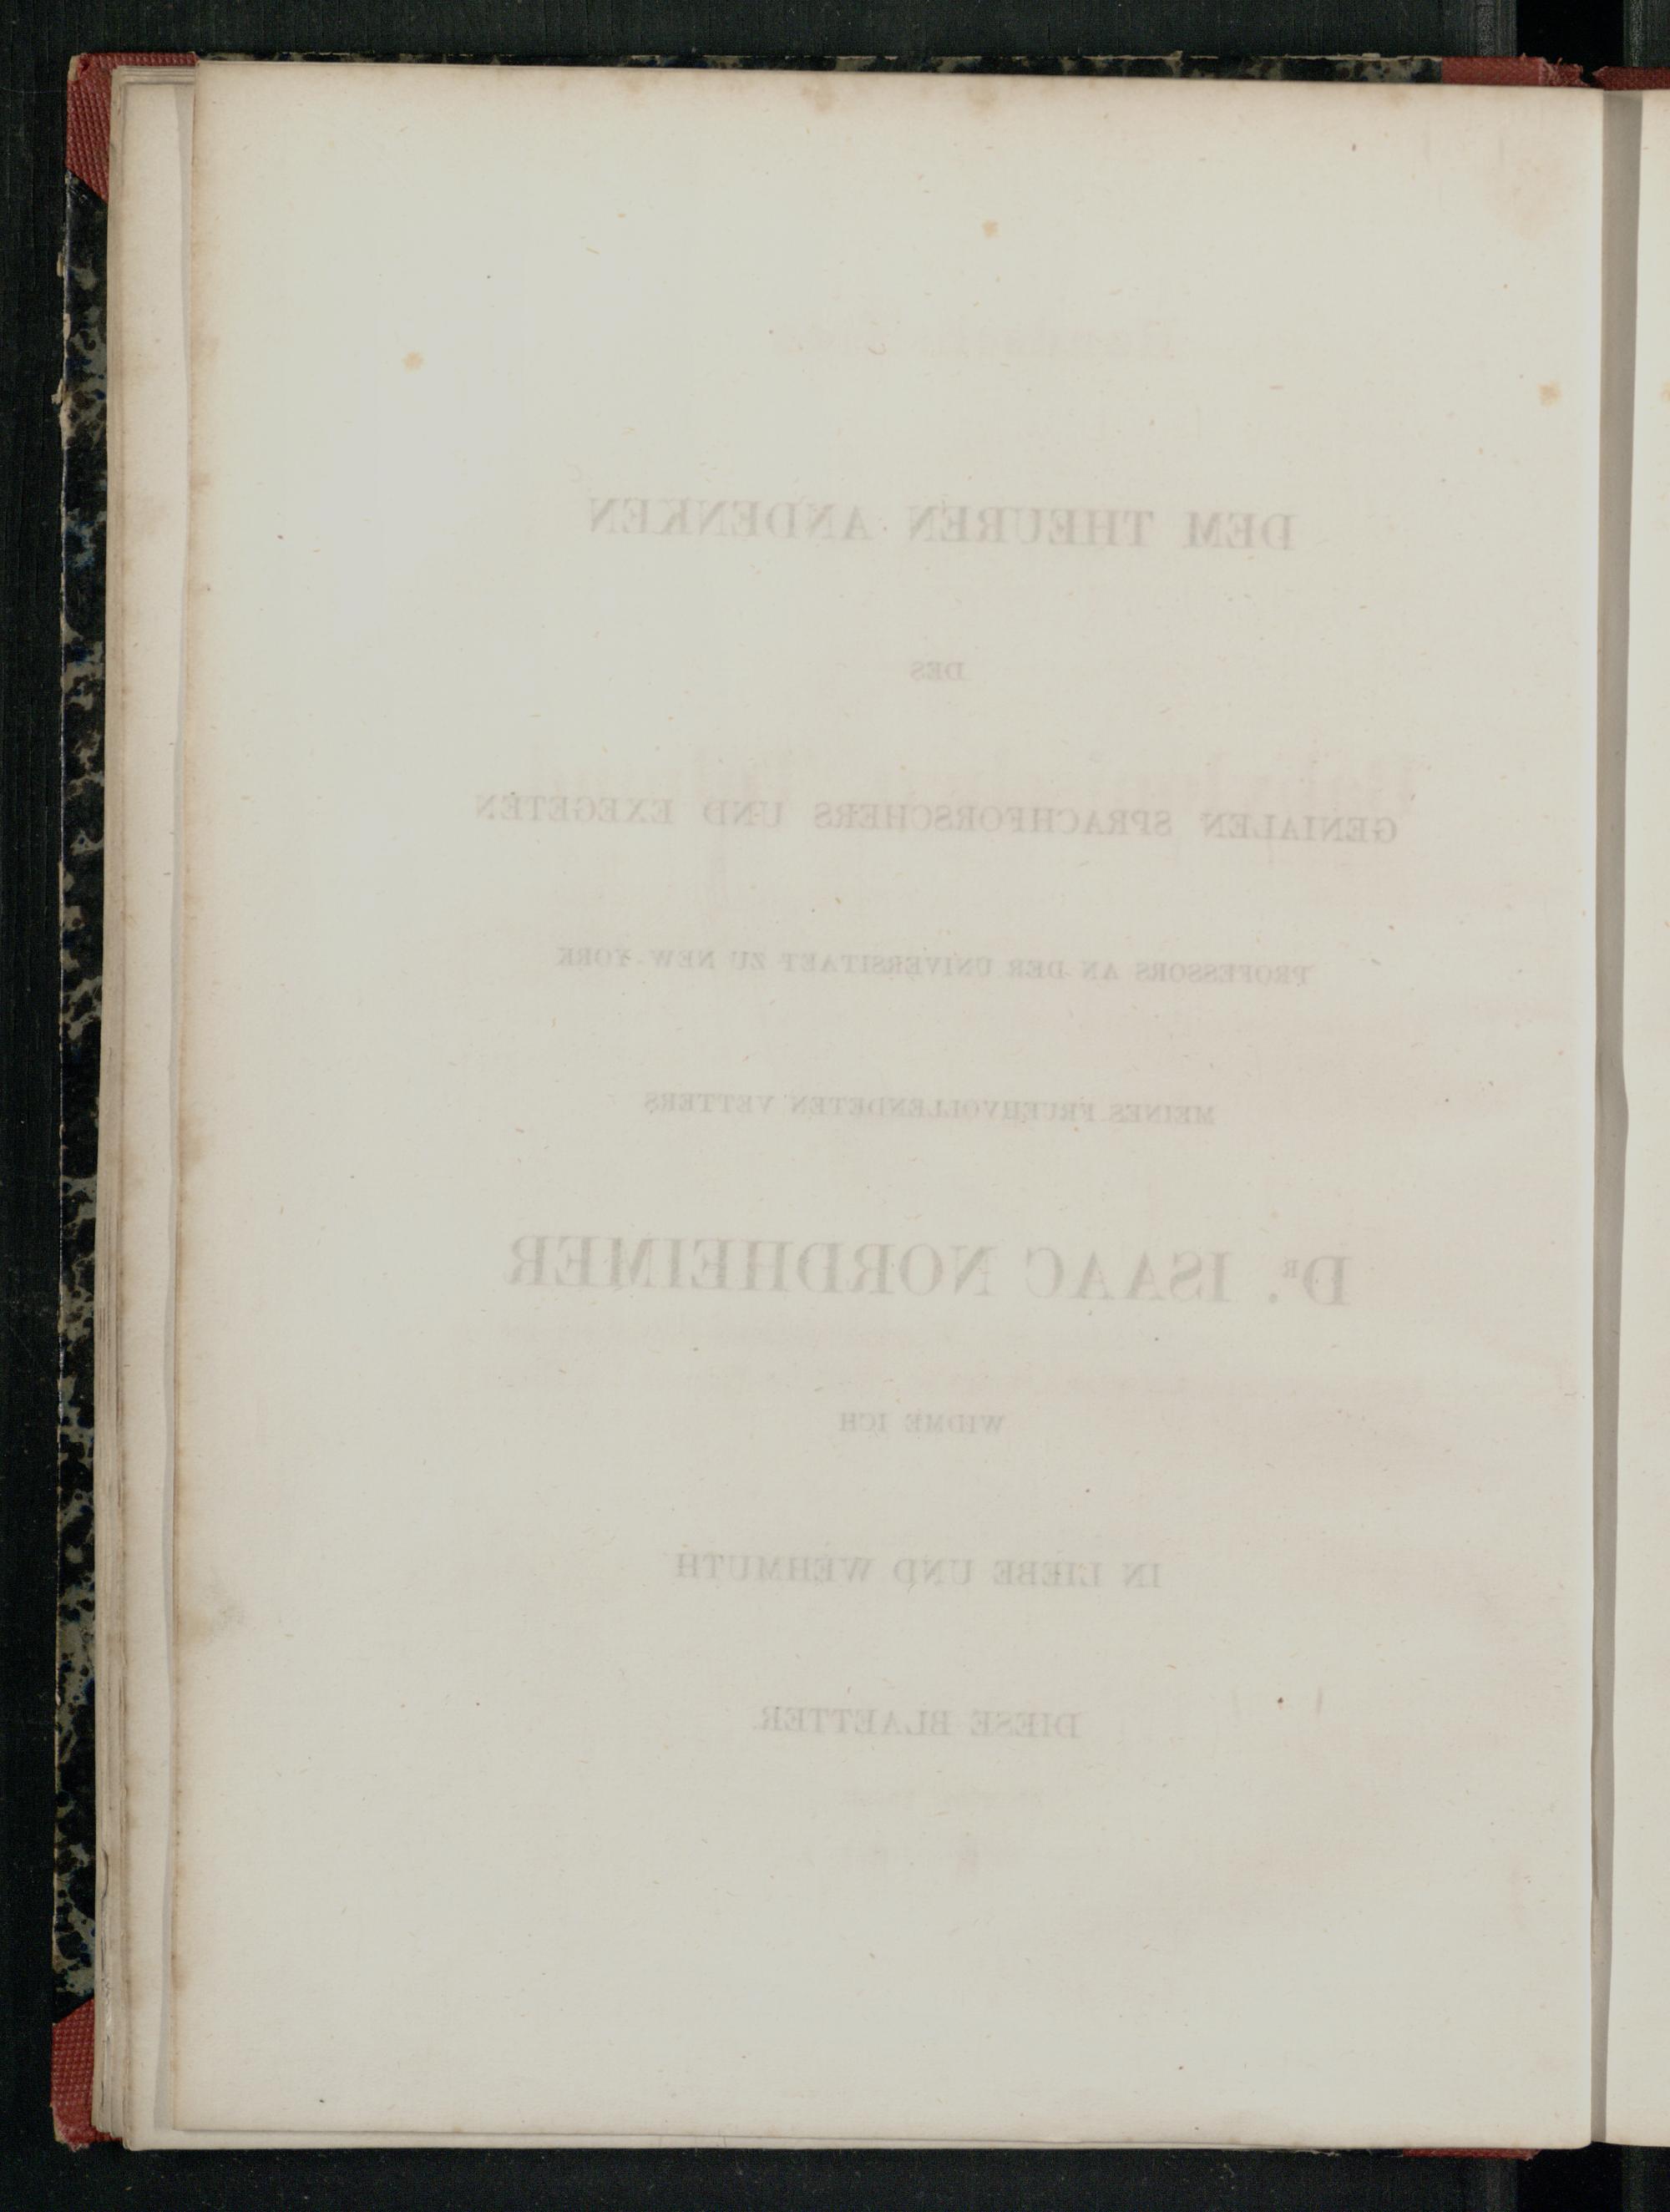 DEM THEUREN ANDENKEN
DES
GENIALEN SPRACHFORSCHERS UND EXEGETEN
PROFESSORS AN DER UNIVERSITAET ZU NEW-YORK
MEINES FRUEHVOLLENDETEN VETTERS
DR. ISAAC NORDHEIMER
WIDME ICH
IN LIEBE UND WEHMUTH
DIESE BLAETTER.